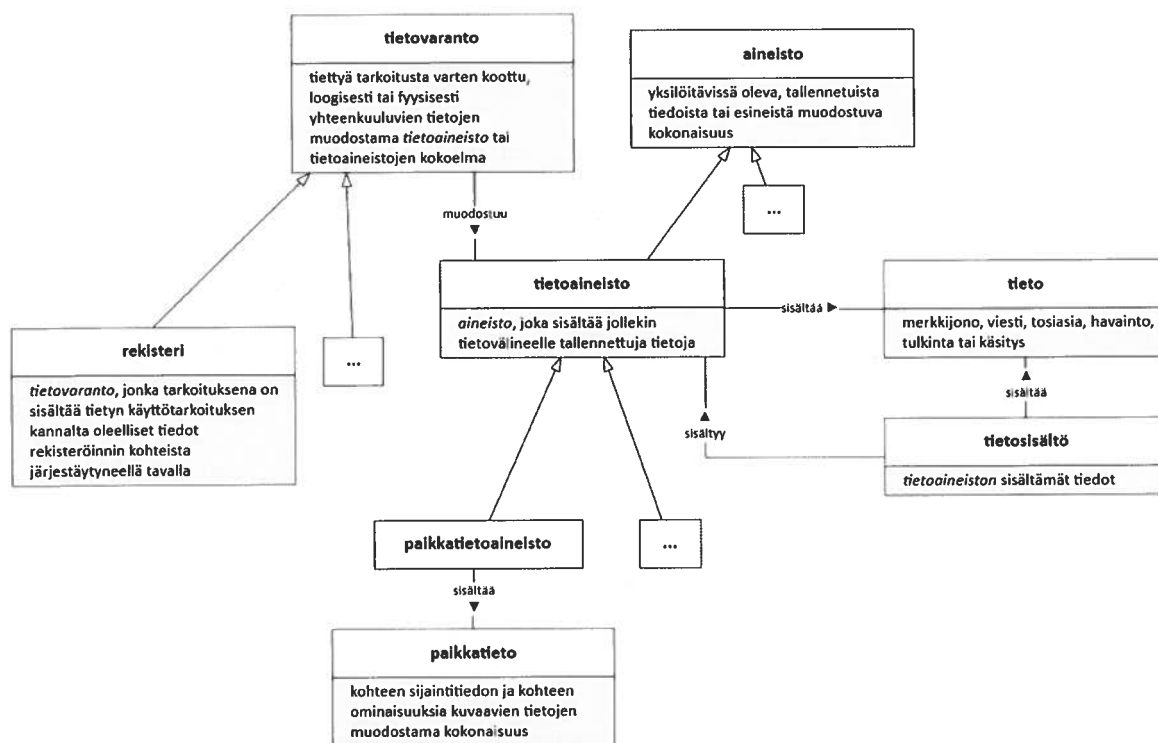 tietovaranto
tiettyä tarkoitusta varten koottu,
loogisesti tai fyysisesti
yhteenkuuluvien tietojen
muodostama tietoaineisto tai
tietoaineistojen kokoelma
aineisto
yksilöitävissä oleva, tallennetuista
tiedoista tai esineistä muodostuva
kokonaisuus
...
muodostuu
tietoaineisto
aineisto, joka sisältää jollekin
tietovälineelle tallennettuja tietoja
sisältää
tieto
merkkijono, viesti, tosiasia, havainto,
tulkinta tai käsitys
rekisteri
tietovaranto, jonka tarkoituksena on
sisältää tietyn käyttötarkoituksen
kannalta oleelliset tiedot
rekisteröinnin kohteista
järjestäytyneellä tavalla
...
sisältyy
sisältää
tietosisältö
tietoaineiston sisältämät tiedot
paikkatietoaineisto
...
sisältää
paikkatieto
kohteen sijaintitiedon ja kohteen
ominaisuuksia kuvaavien tietojen
muodostama kokonaisuus